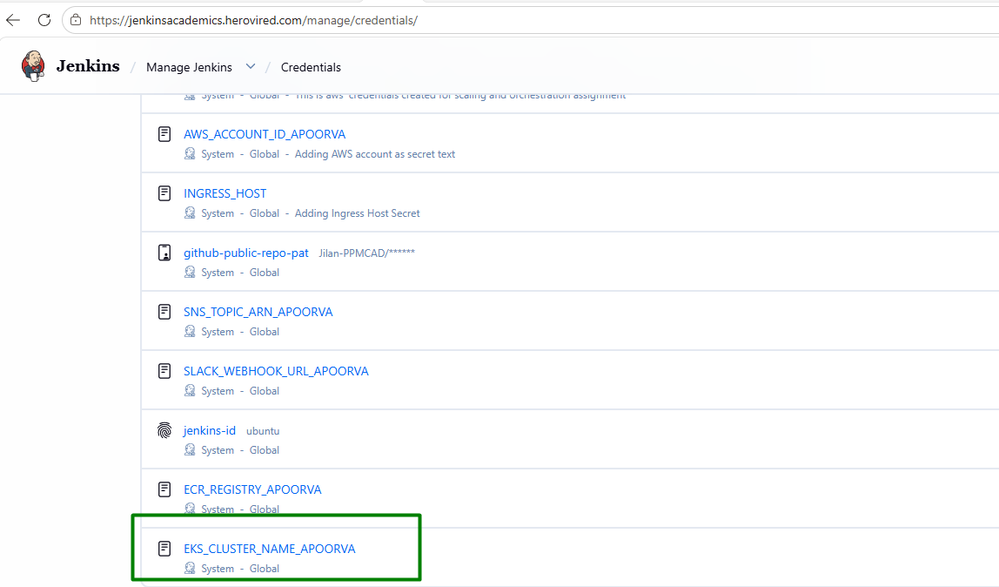 https://jenkinsacademics.herovired.com/manage/credentials/
Jenkins / Manage Jenkins / Credentials
System - Global - This is aws credentials created for scaling and orchestration assignment
AWS_ACCOUNT_ID_APOORVA
System - Global - Adding AWS account as secret text
INGRESS_HOST
System - Global - Adding Ingress Host Secret
github-public-repo-pat Jilan-PPMCAD/******
System - Global
SNS_TOPIC_ARN_APOORVA
System - Global
SLACK_WEBHOOK_URL_APOORVA
System - Global
jenkins-id ubuntu
System - Global
ECR_REGISTRY_APOORVA
System - Global
EKS_CLUSTER_NAME_APOORVA
System - Global